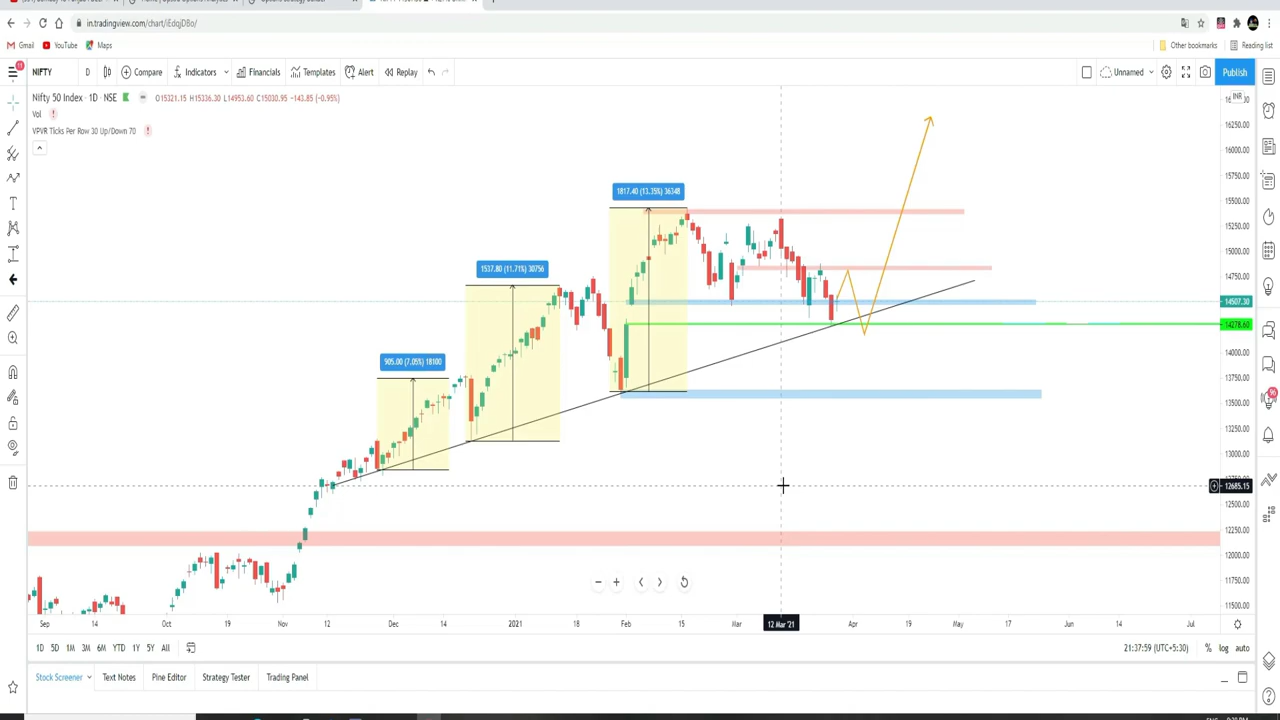 in.tradingview.com/chart/iEdqjDBo/
Gmail YouTube Maps Other bookmarks Reading list
11
NIFTY D Compare Indicators Financials Templates Alert Replay Unnamed Publish
Nifty 50 Index · 1D · NSE O15321.15 H15336.30 L14953.60 C15030.95 −143.85 (−0.95%)
INR
Vol
VPVR Ticks Per Row 30 Up/Down 70
16250.00
16000.00
15750.00
1817.40 (13.35%) 36348
15500.00
15250.00
15000.00
1537.80 (11.71%) 30756
14750.00
14507.30
14278.60
14000.00
905.00 (7.05%) 18100
13750.00
13500.00
13250.00
13000.00
12685.15
12500.00
12250.00
12000.00
11750.00
11500.00
Sep 14 Oct 19 Nov 12 Dec 14 2021 18 Feb 15 Mar 12 Mar '21 Apr 19 May 17 Jun 14 Jul
1D 5D 1M 3M 6M YTD 1Y 5Y All 21:37:59 (UTC+5:30) % log auto
Stock Screener Text Notes Pine Editor Strategy Tester Trading Panel